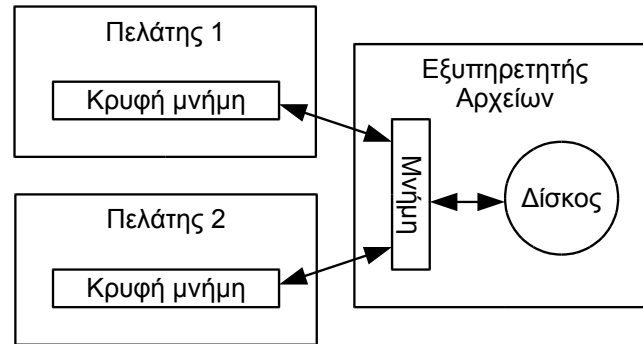 Πελάτης 1
Κρυφή μνήμη
Πελάτης 2
Κρυφή μνήμη
Εξυπηρετητής
Αρχείων
Μνήμη
Δίσκος